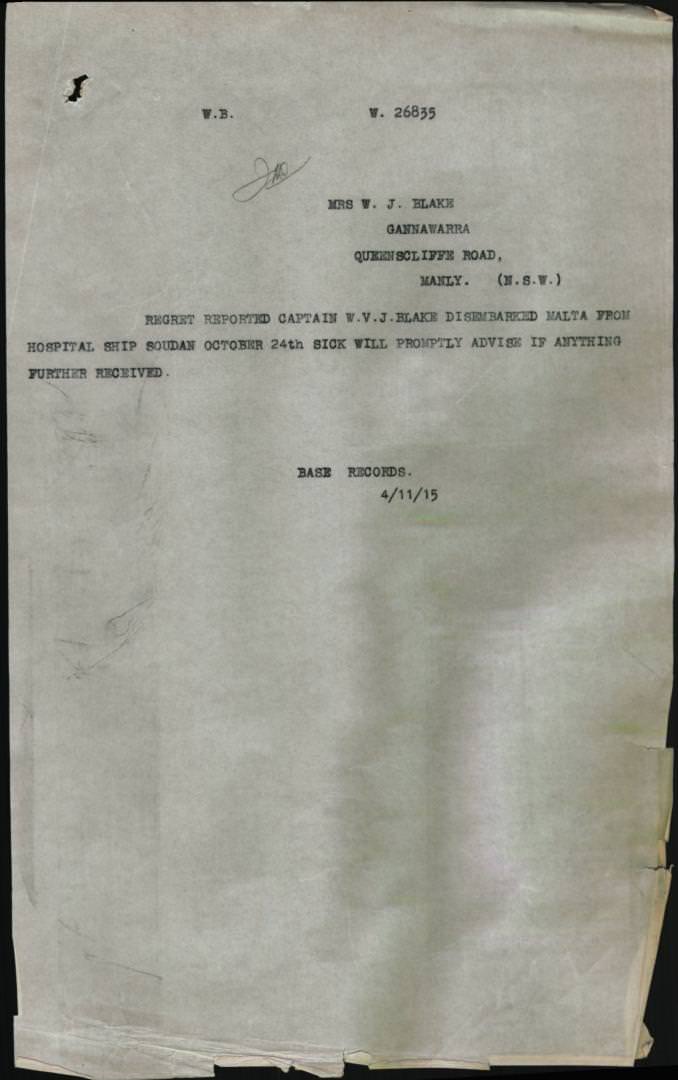 W.B. W. 26835
MRS W. J. BLAKE
GANNAWARRA
QUEENSCLIFFE ROAD,
MANLY. (N.S.W.)
REGRET REPORTED CAPTAIN W.V.J.BLAKE DISEMBARKED MALTA FROM
HOSPITAL SHIP SOUDAN OCTOBER 24th SICK WILL PROMPTLY ADVISE IF ANYTHING
FURTHER RECEIVED.
BASE RECORDS.
4/11/15